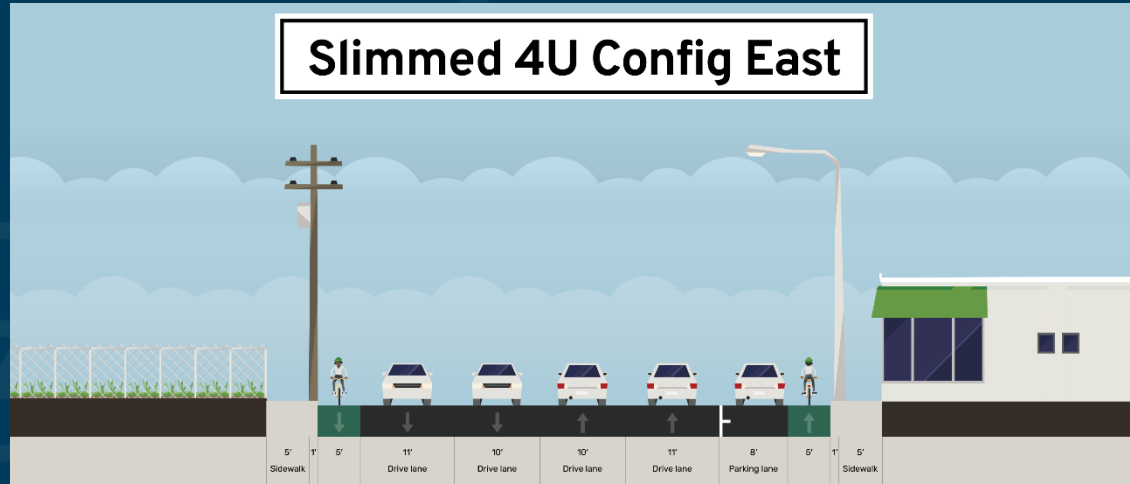 Slimmed 4U Config East
5' 1' 5' 11' 10' 10' 11' 8' 5' 1' 5'
Sidewalk Drive lane Drive lane Drive lane Drive lane Parking lane Sidewalk